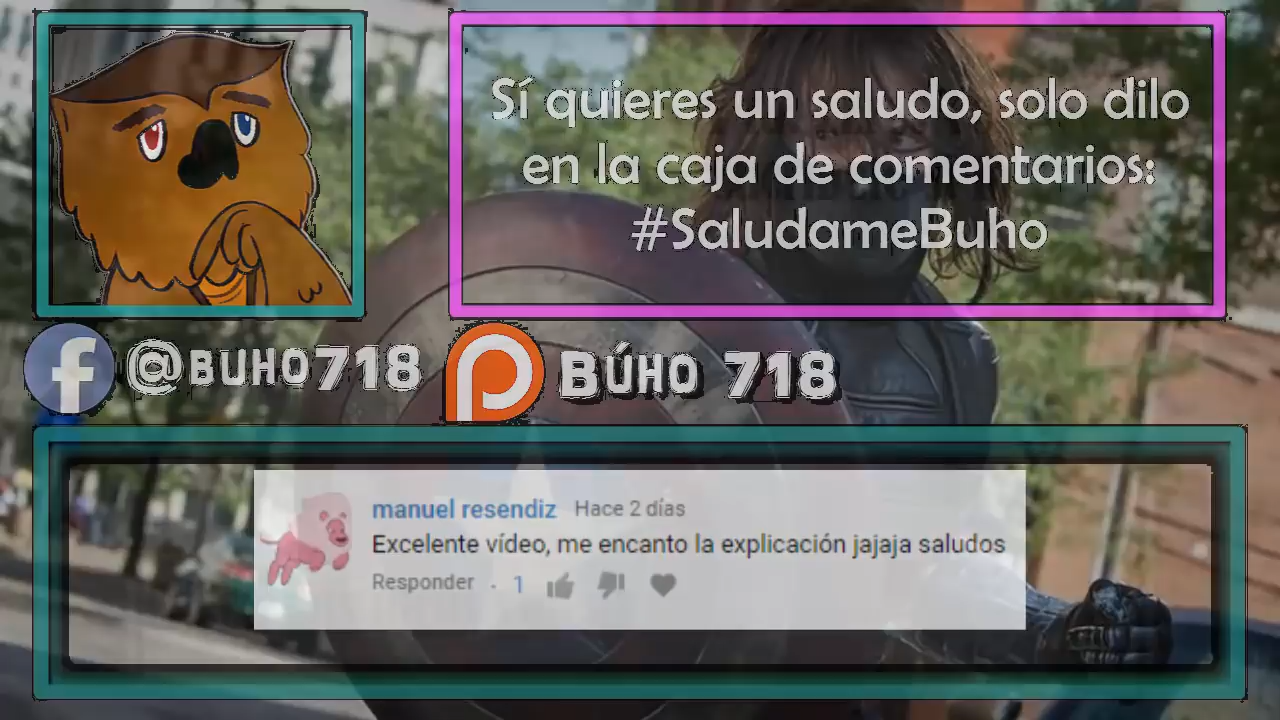 Sí quieres un saludo, solo dilo
en la caja de comentarios:
#SaludameBuho
@BUHO718
BÚHO 718
manuel resendiz Hace 2 días
Excelente vídeo, me encanto la explicación jajaja saludos
Responder · 1